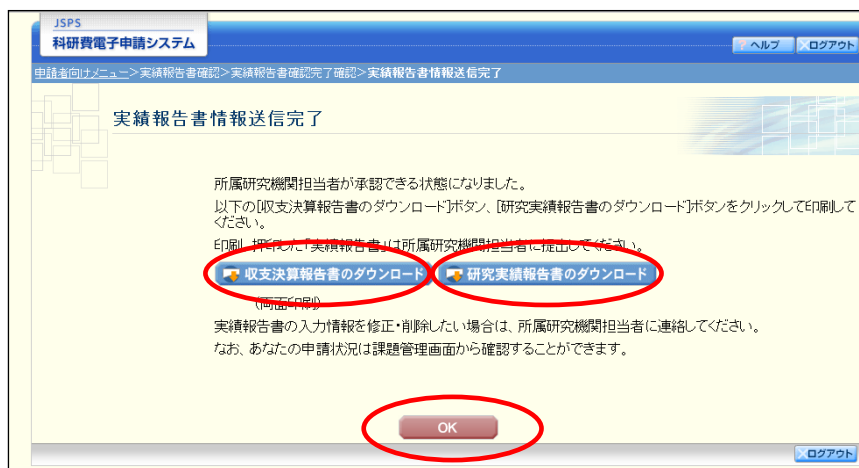 JSPS
科研費電子申請システム
? ヘルプ ×ログアウト
申請者向けメニュー>実績報告書確認>実績報告書確認完了確認>実績報告書情報送信完了
実績報告書情報送信完了
所属研究機関担当者が承認できる状態になりました。
以下の[収支決算報告書のダウンロード]ボタン、[研究実績報告書のダウンロード]ボタンをクリックして印刷して
ください。
印刷、押印した「実績報告書」は所属研究機関担当者に提出してください。
収支決算報告書のダウンロード 研究実績報告書のダウンロード
(両面印刷)
実績報告書の入力情報を修正・削除したい場合は、所属研究機関担当者に連絡してください。
なお、あなたの申請状況は課題管理画面から確認することができます。
OK
×ログアウト